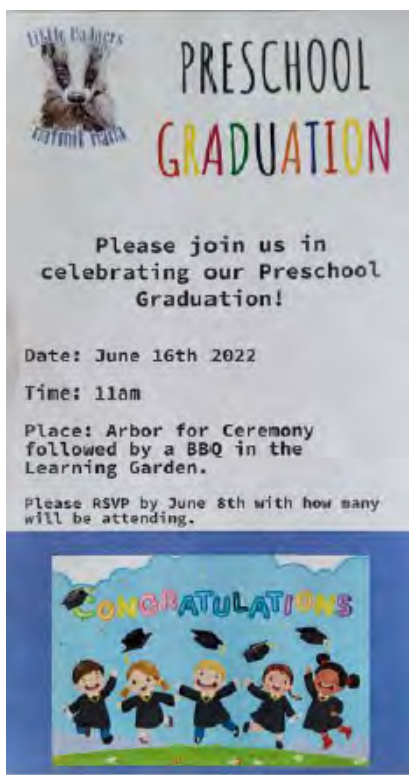 Little Badgers
PRESCHOOL
GRADUATION
Please join us in
celebrating our Preschool
Graduation!
Date: June 16th 2022
Time: 11am
Place: Arbor for Ceremony
followed by a BBQ in the
Learning Garden.
Please RSVP by June 8th with how many
will be attending.
CONGRATULATIONS